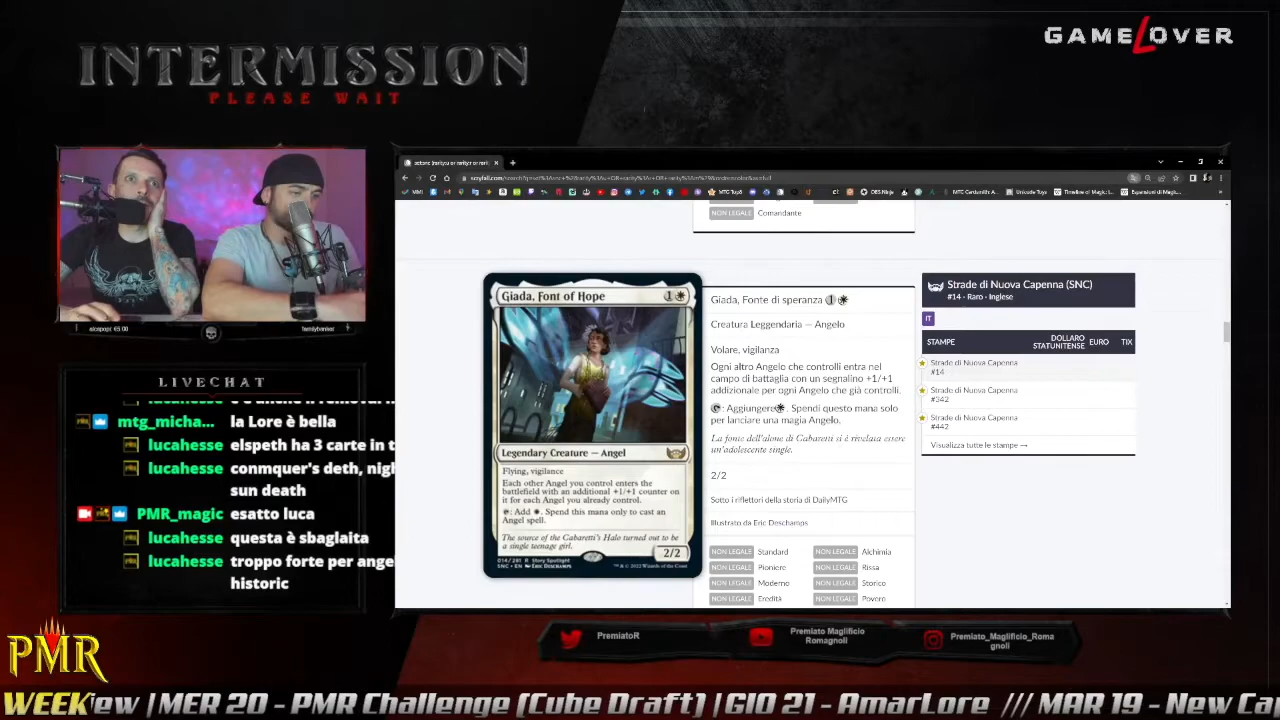 INTERMISSION
PLEASE WAIT
GAMELOVER
NON LEGALE Comandante
Giada, Font of Hope 1
Legendary Creature — Angel
Flying, vigilance
Each other Angel you control enters the
battlefield with an additional +1/+1 counter
on it for each Angel you already control.
: Add . Spend this mana only to cast an
Angel spell.
The source of the Cabaretti's Halo turned out to be
a single teenage girl.
2/2
Giada, Fonte di speranza 1
Creatura Leggendaria — Angelo
Volare, vigilanza
Ogni altro Angelo che controlli entra nel
campo di battaglia con un segnalino +1/+1
addizionale per ogni Angelo che già controlli.
: Aggiungere . Spendi questo mana solo
per lanciare una magia Angelo.
La fonte dell'alone di Cabaretti si è rivelata essere
un'adolescente single.
2/2
Sotto i riflettori della storia di DailyMTG
Illustrato da Eric Deschamps
NON LEGALE Standard NON LEGALE Alchimia
NON LEGALE Pioniere NON LEGALE Rissa
NON LEGALE Moderno NON LEGALE Storico
NON LEGALE Eredità NON LEGALE Povero
Strade di Nuova Capenna (SNC)
#14 - Raro - Inglese
IT
STAMPE DOLLARO STATUNITENSE EURO TIX
Strade di Nuova Capenna
#14
Strade di Nuova Capenna
#342
Strade di Nuova Capenna
#442
Visualizza tutte le stampe →
LIVECHAT
mtg_micha... la Lore è bella
lucahesse elspeth ha 3 carte in t
lucahesse conmquer's deth, nigh
sun death
PMR_magic esatto luca
lucahesse questa è sbaglaita
lucahesse troppo forte per ange
historic
PMR
PremiatoR
Premiato Maglificio
Romagnoli
Premiato_Maglificio_Roma
gnoli
WEEK
ew | MER 20 - PMR Challenge (Cube Draft) | GIO 21 - AmarLore /// MAR 19 - New Cap